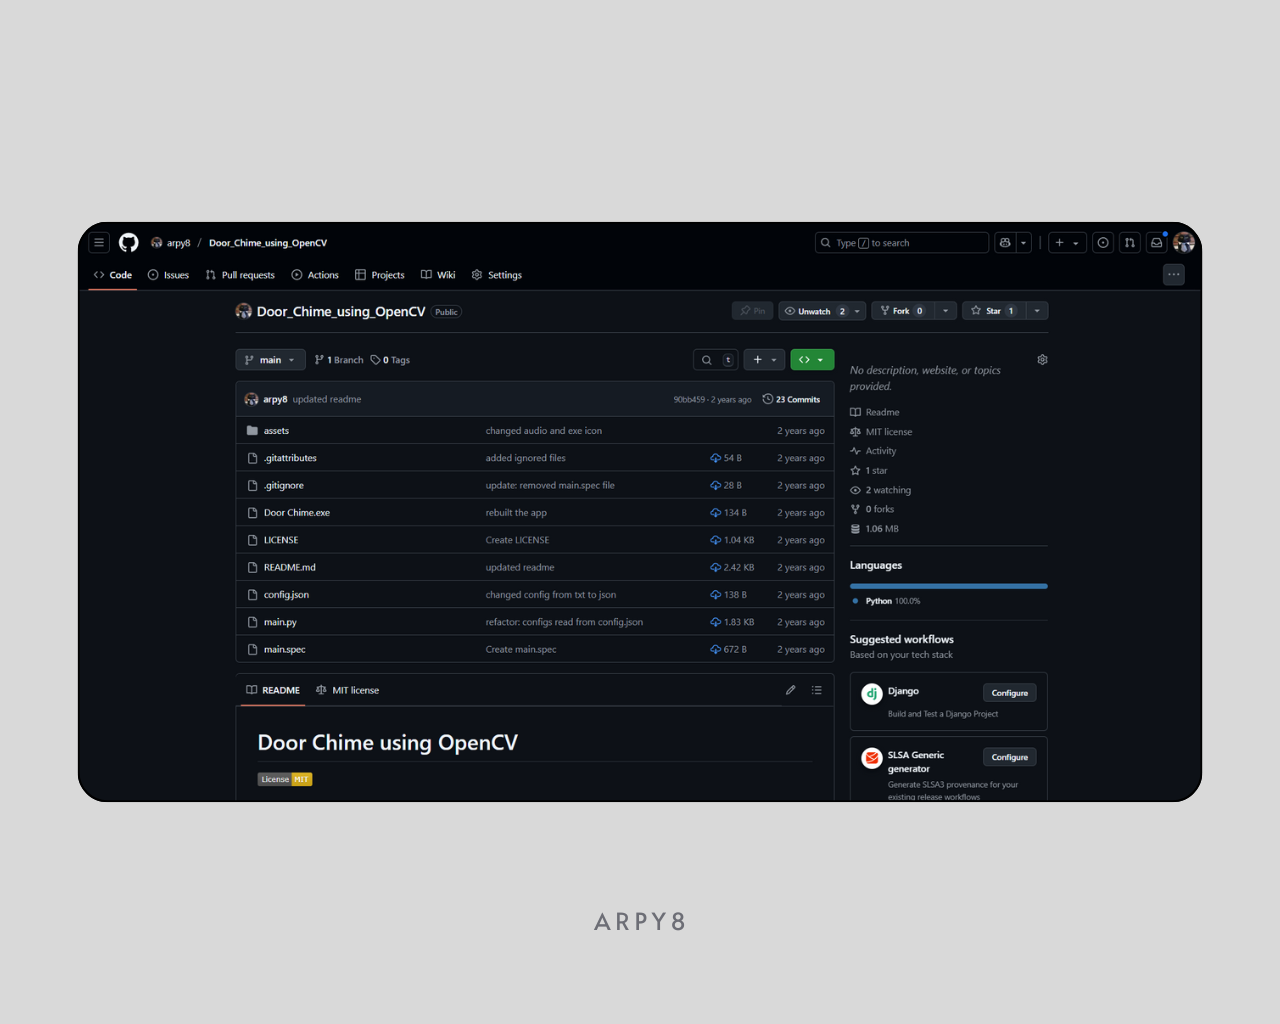 arpy8 / Door_Chime_using_OpenCV
Type / to search
Code Issues Pull requests Actions Projects Wiki Settings
Door_Chime_using_OpenCV Public
Pin Unwatch 2 Fork 0 Star 1
main 1 Branch 0 Tags t
arpy8 updated readme 90bb459 · 2 years ago 23 Commits
assets changed audio and exe icon 2 years ago
.gitattributes added ignored files 54 B 2 years ago
.gitignore update: removed main.spec file 28 B 2 years ago
Door Chime.exe rebuilt the app 134 B 2 years ago
LICENSE Create LICENSE 1.04 KB 2 years ago
README.md updated readme 2.42 KB 2 years ago
config.json changed config from txt to json 138 B 2 years ago
main.py refactor: configs read from config.json 1.83 KB 2 years ago
main.spec Create main.spec 672 B 2 years ago
README MIT license
Door Chime using OpenCV
License MIT
No description, website, or topics
provided.
Readme
MIT license
Activity
1 star
2 watching
0 forks
1.06 MB
Languages
Python 100.0%
Suggested workflows
Based on your tech stack
dj Django Configure
Build and Test a Django Project
SLSA Generic
generator
Configure
Generate SLSA3 provenance for your
existing release workflows
ARPY8